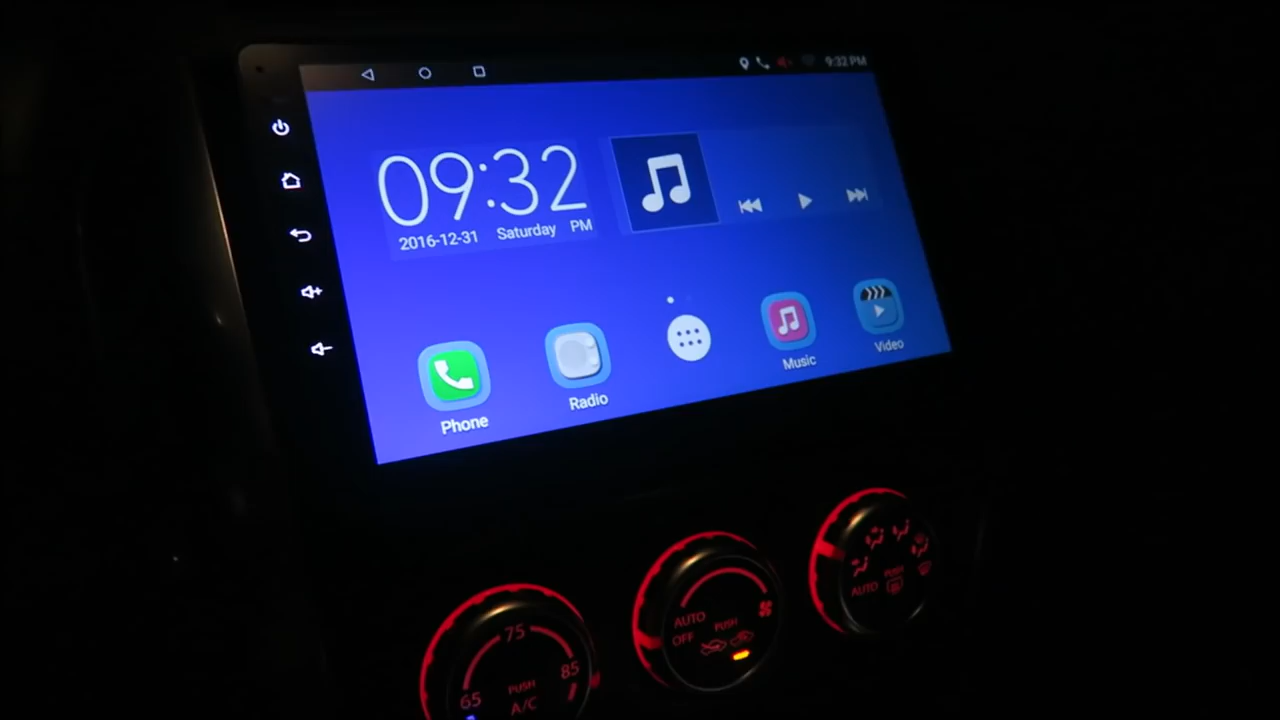 9:32 PM
09:32
2016-12-31 Saturday PM
Phone
Radio
Music
Video
75
65
85
PUSH
A/C
AUTO
OFF
PUSH
AUTO
PUSH